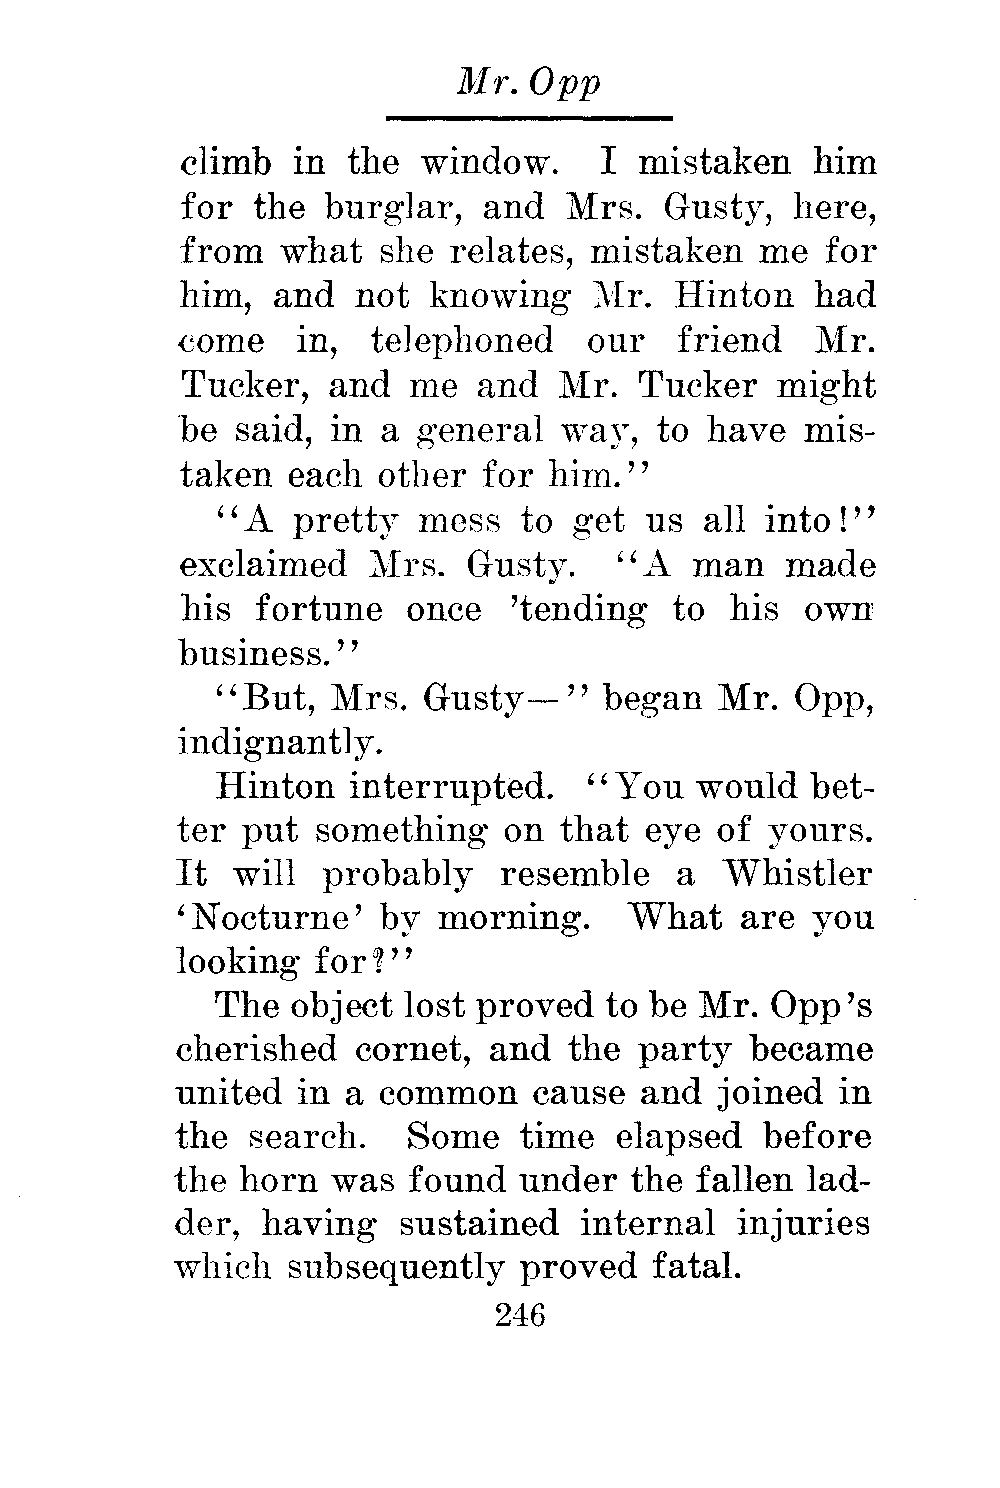 Mr. Opp
climb in the window. I mistaken him
for the burglar, and Mrs. Gusty, here,
from what she relates, mistaken me for
him, and not knowing Mr. Hinton had
come in, telephoned our friend Mr.
Tucker, and me and Mr. Tucker might
be said, in a general way, to have mis-
taken each other for him."
"A pretty mess to get us all into!"
exclaimed Mrs. Gusty. "A man made
his fortune once 'tending to his own
business."
"But, Mrs. Gusty—" began Mr. Opp,
indignantly.
Hinton interrupted. "You would bet-
ter put something on that eye of yours.
It will probably resemble a Whistler
'Nocturne' by morning. What are you
looking for?"
The object lost proved to be Mr. Opp's
cherished cornet, and the party became
united in a common cause and joined in
the search. Some time elapsed before
the horn was found under the fallen lad-
der, having sustained internal injuries
which subsequently proved fatal.
246